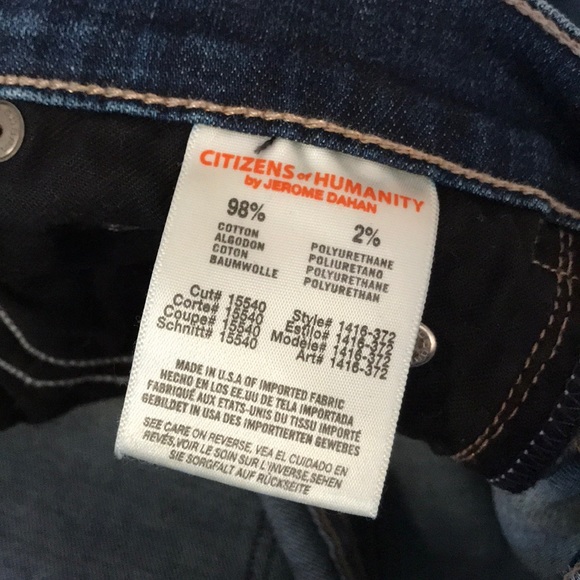 CITIZENS of HUMANITY
by JEROME DAHAN
98%
COTTON
ALGODON
COTON
BAUMWOLLE
2%
POLYURETHANE
POLIURETANO
POLYURETHANE
POLYURETHAN
Cut# 15540
Corte# 15540
Coupe# 15540
Schnitt# 15540
Style# 1416-372
Estilo# 1416-372
Modele# 1416-372
Art# 1416-372
MADE IN U.S.A OF IMPORTED FABRIC
HECHO EN LOS EE.UU DE TELA IMPORTADA
FABRIQUÉ AUX ETATS-UNIS DU TISSU IMPORTÉ
GEBILDET IN USA DES IMPORTIERTEN GEWEBES
SEE CARE ON REVERSE. VEA EL CUIDADO EN
REVÉS, VOIR LE SOIN SUR L'INVERSE, SEHEN
SIE SORGFALT AUF RÜCKSEITE